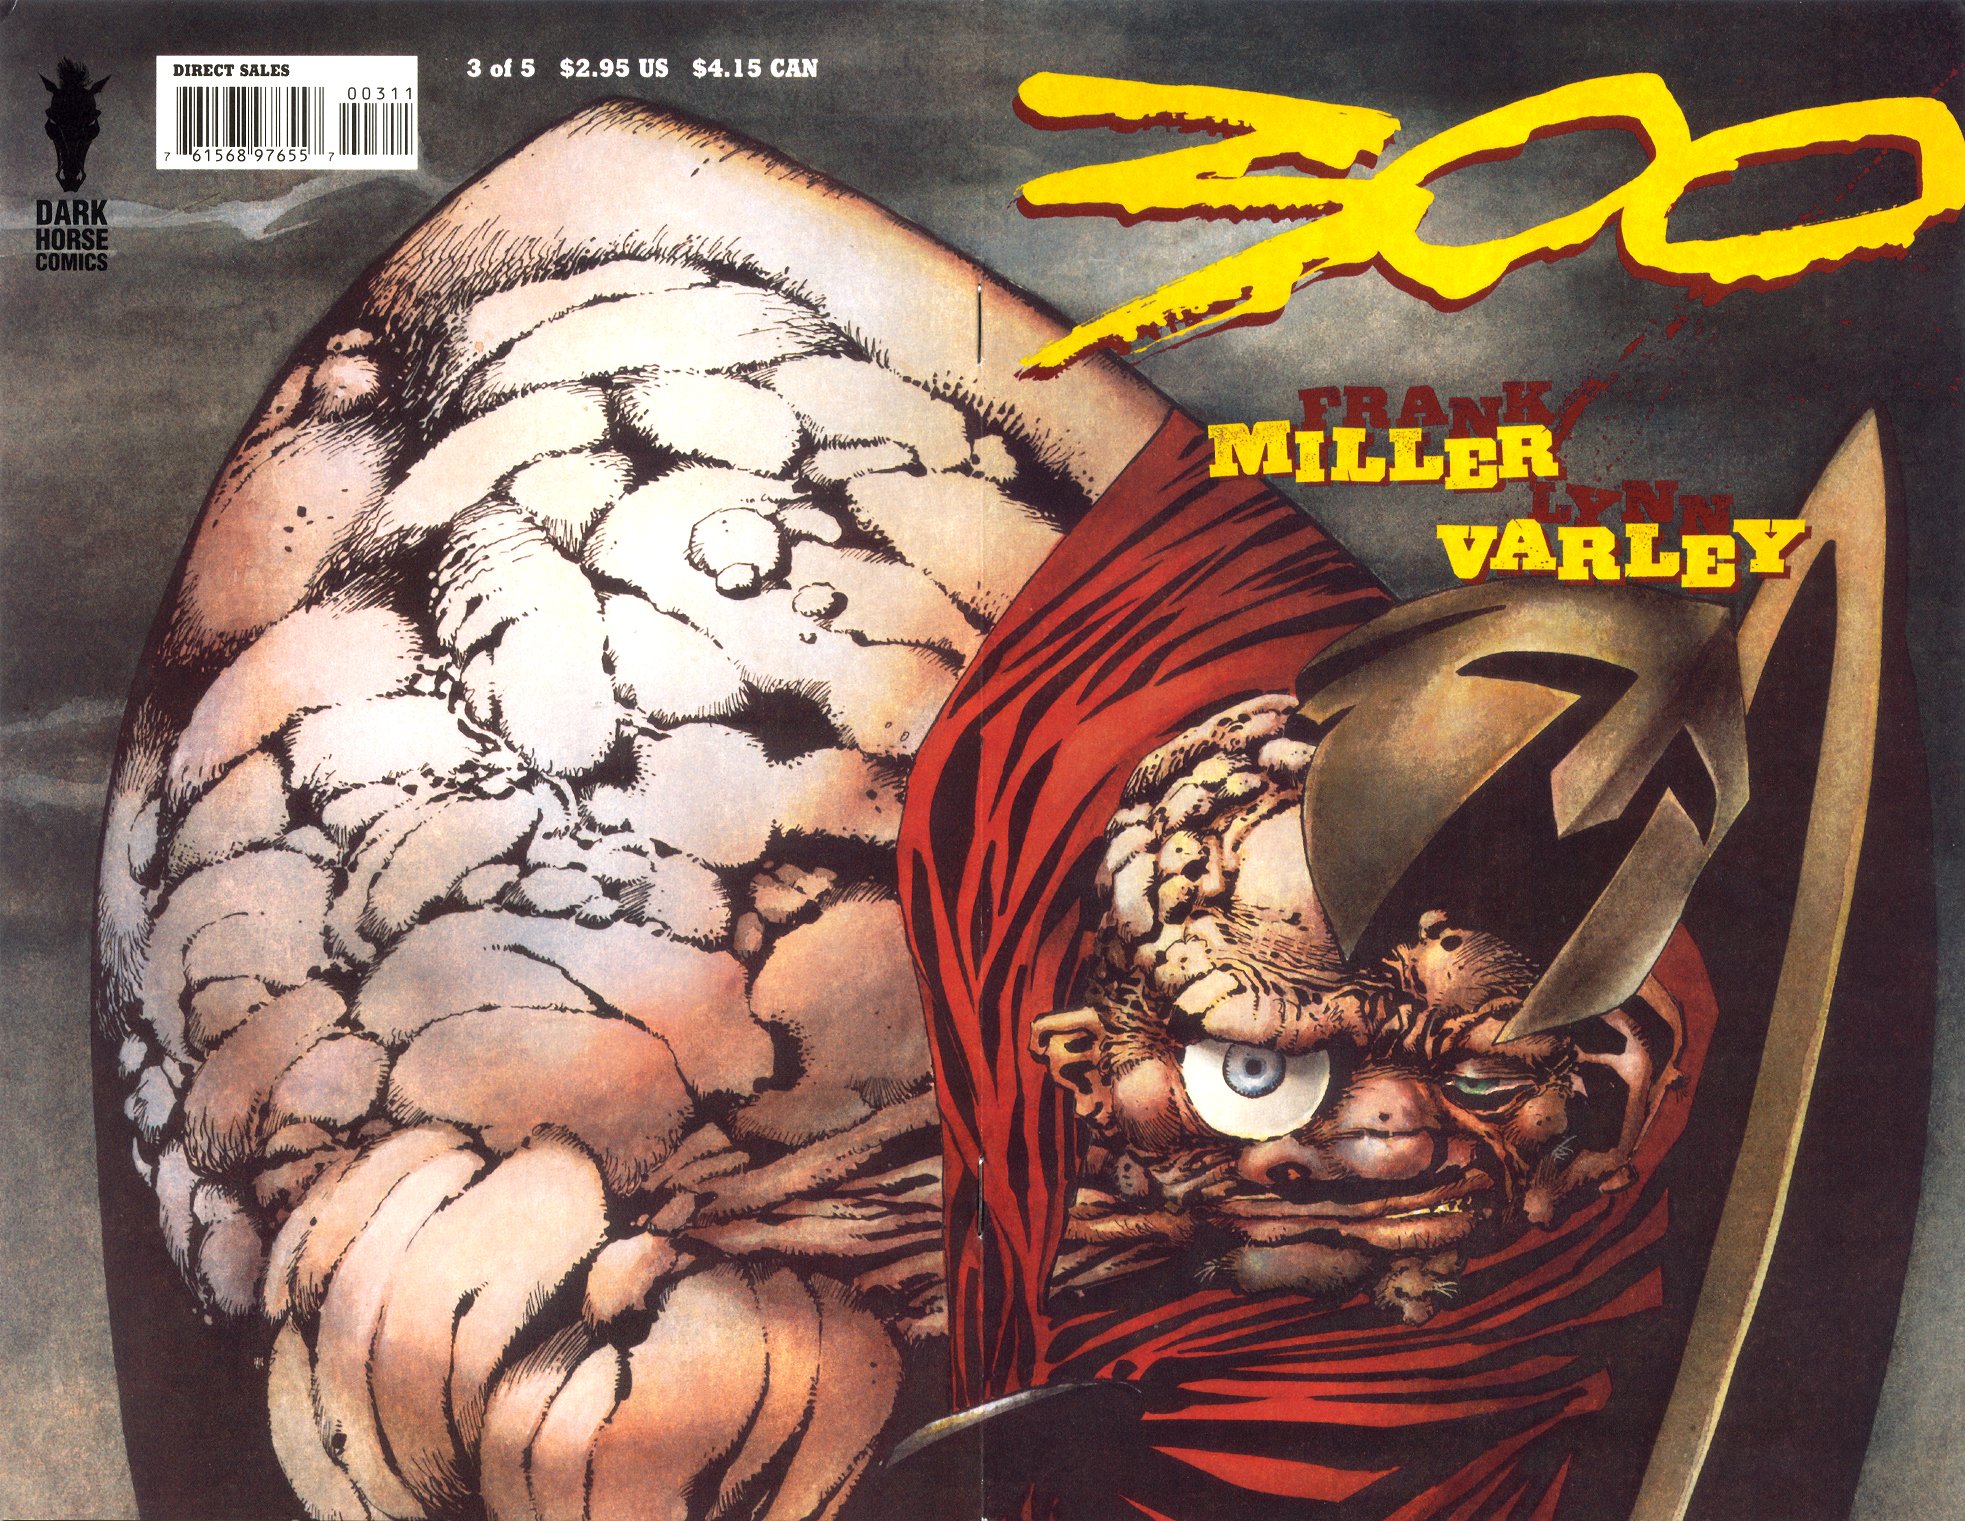 DIRECT SALES
00311
7 61568 97655 7
3 of 5 $2.95 US $4.15 CAN
DARK
HORSE
COMICS
300
FRANK
MILLER
LYNN
VARLEY